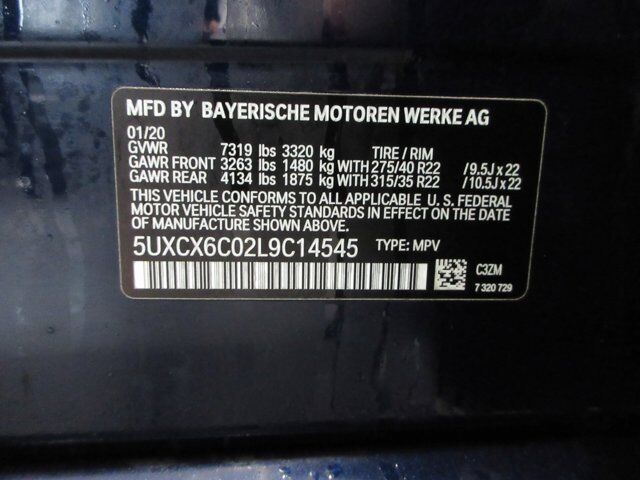 MFD BY BAYERISCHE MOTOREN WERKE AG
01/20
GVWR 7319 lbs 3320 kg TIRE / RIM
GAWR FRONT 3263 lbs 1480 kg WITH 275/40 R22 /9.5J x 22
GAWR REAR 4134 lbs 1875 kg WITH 315/35 R22 /10.5J x 22
THIS VEHICLE CONFORMS TO ALL APPLICABLE U. S. FEDERAL
MOTOR VEHICLE SAFETY STANDARDS IN EFFECT ON THE DATE OF
MANUFACTURE SHOWN ABOVE.
5UXCX6C02L9C14545 TYPE: MPV
C3ZM
7 320 729